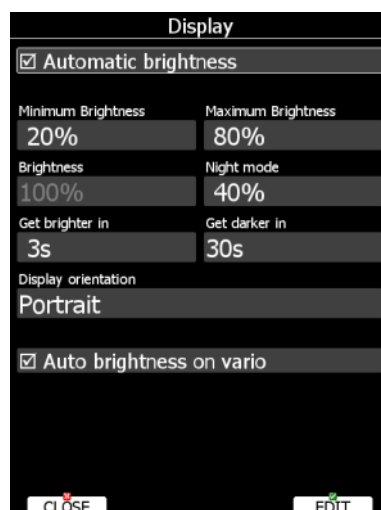 Display
Automatic brightness
Minimum Brightness Maximum Brightness
20% 80%
Brightness Night mode
100% 40%
Get brighter in Get darker in
3s 30s
Display orientation
Portrait
Auto brightness on vario
CLOSE EDIT